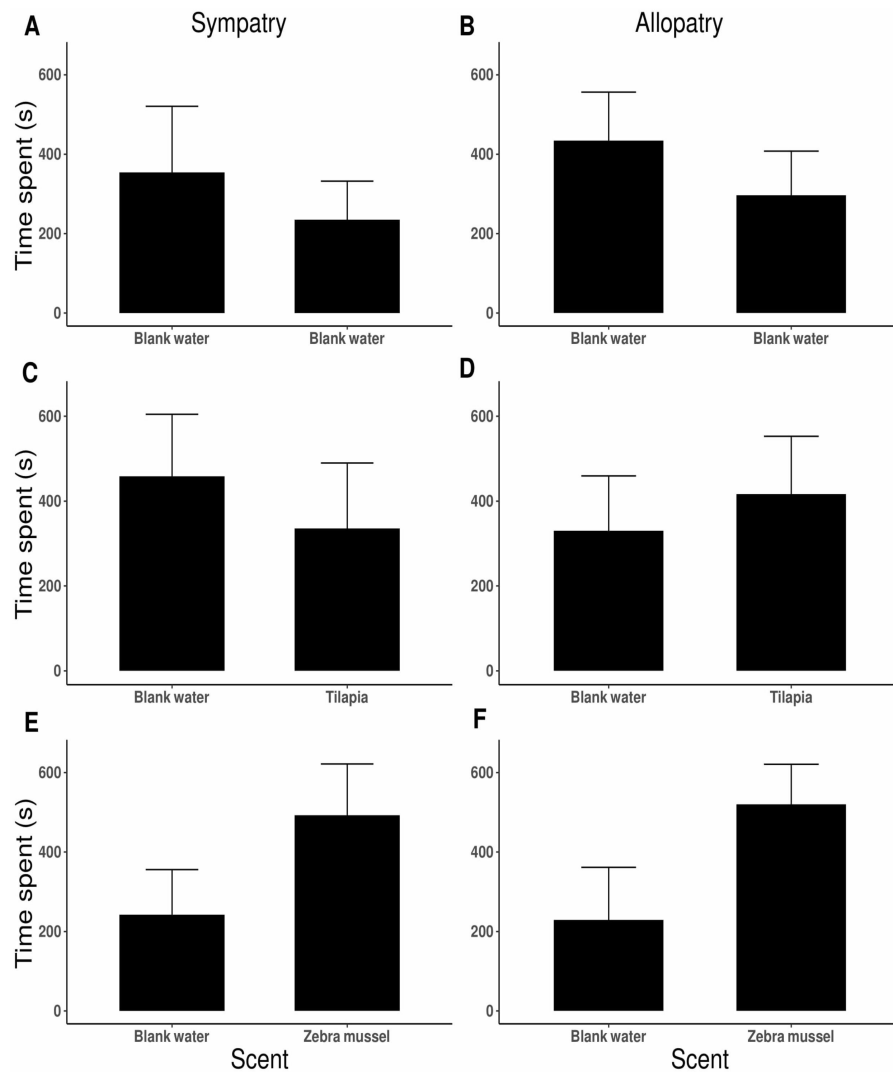 A Sympatry
B Allopatry
Time spent (s)
600
400
200
0
Blank water Blank water
600
400
200
0
Blank water Blank water
C
Time spent (s)
600
400
200
0
Blank water Tilapia
D
600
400
200
0
Blank water Tilapia
E
Time spent (s)
600
400
200
0
Blank water Zebra mussel
Scent
F
600
400
200
0
Blank water Zebra mussel
Scent